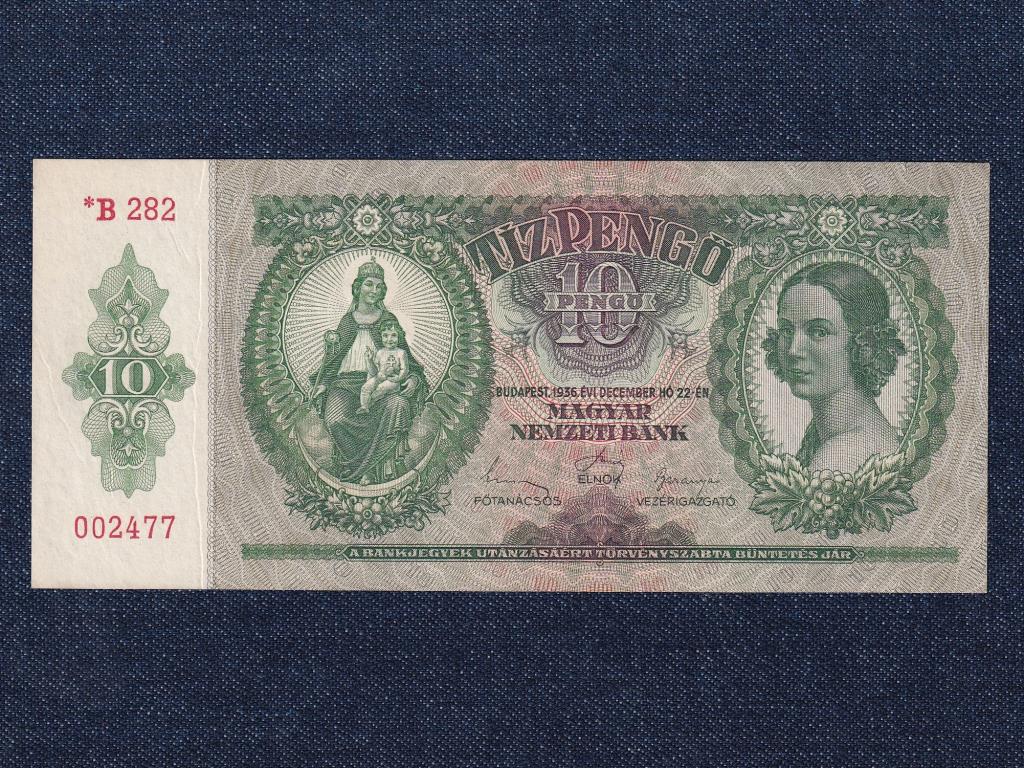 *B 282
10
002477
TÍZ PENGŐ
10
PENGŐ
BUDAPEST, 1936. ÉVI DECEMBER HÓ 22-ÉN
MAGYAR
NEMZETI BANK
ELNÖK
FŐTANÁCSOS VEZÉRIGAZGATÓ
A BANKJEGYEK UTÁNZÁSÁÉRT TÖRVÉNYSZABTA BÜNTETÉS JÁR